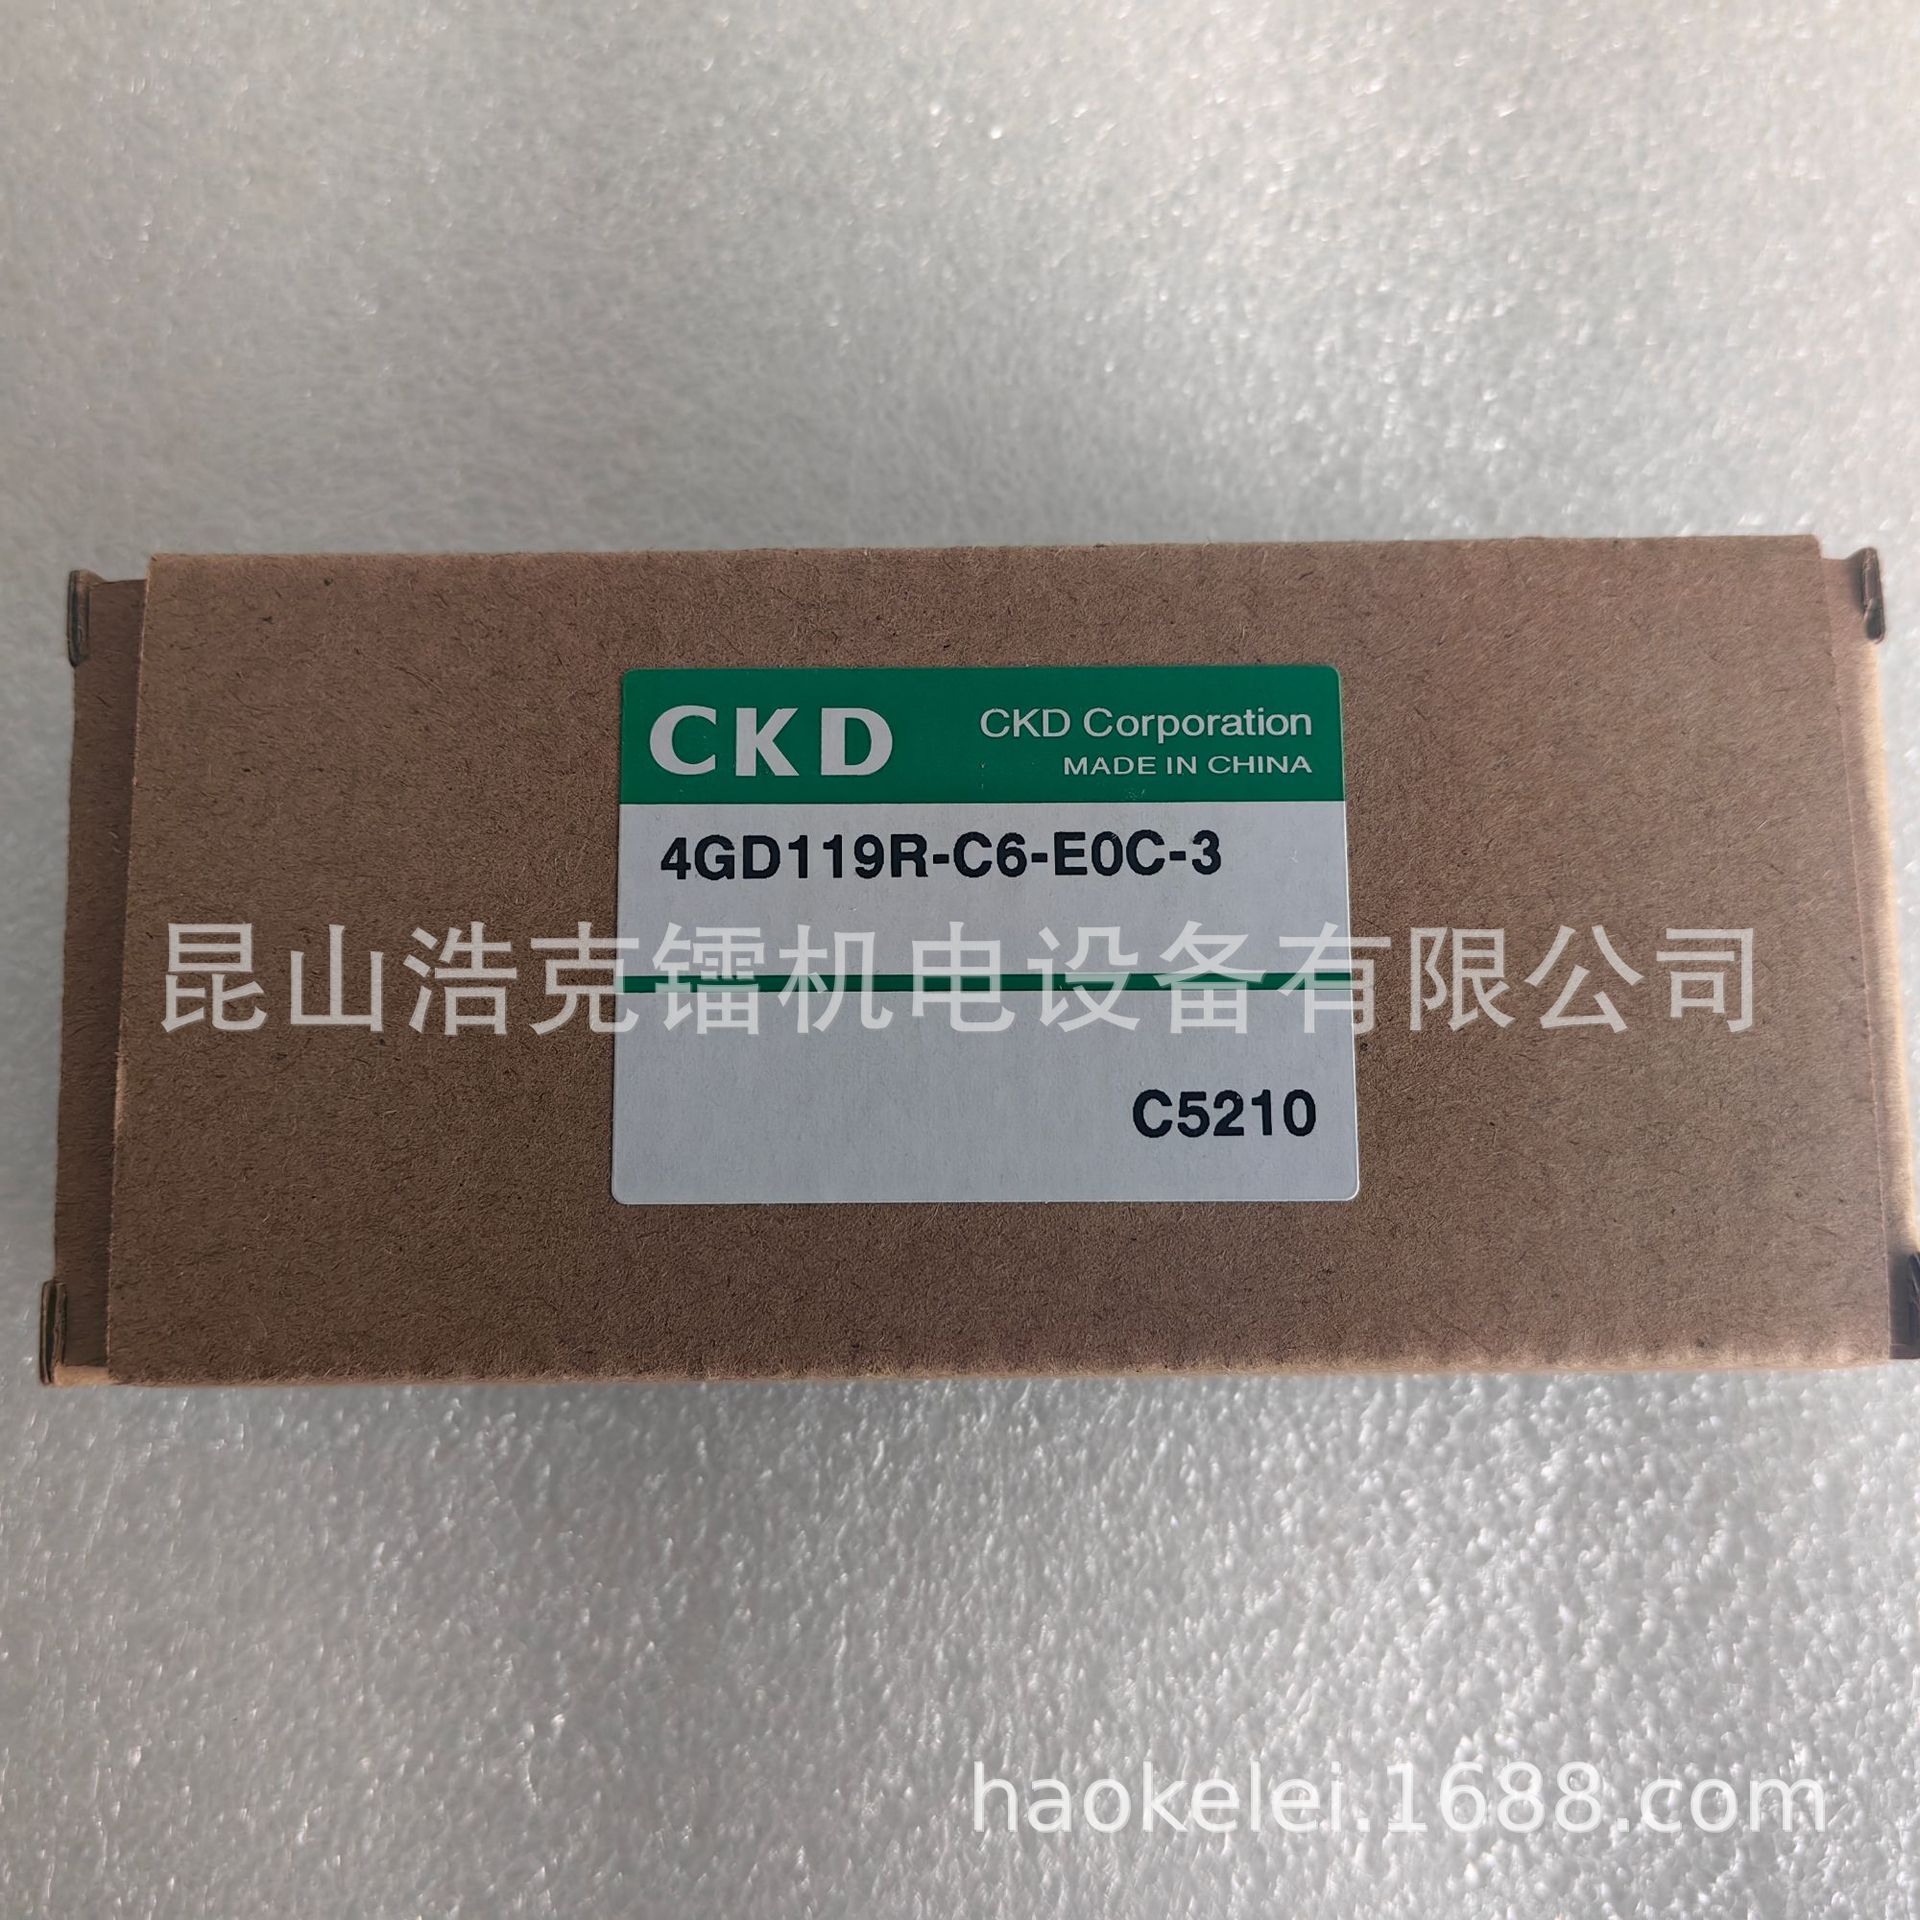 CKD
CKD Corporation
MADE IN CHINA
4GD119R-C6-E0C-3
昆山浩克镭机电设备有限公司
C5210
haokelei.1688.com